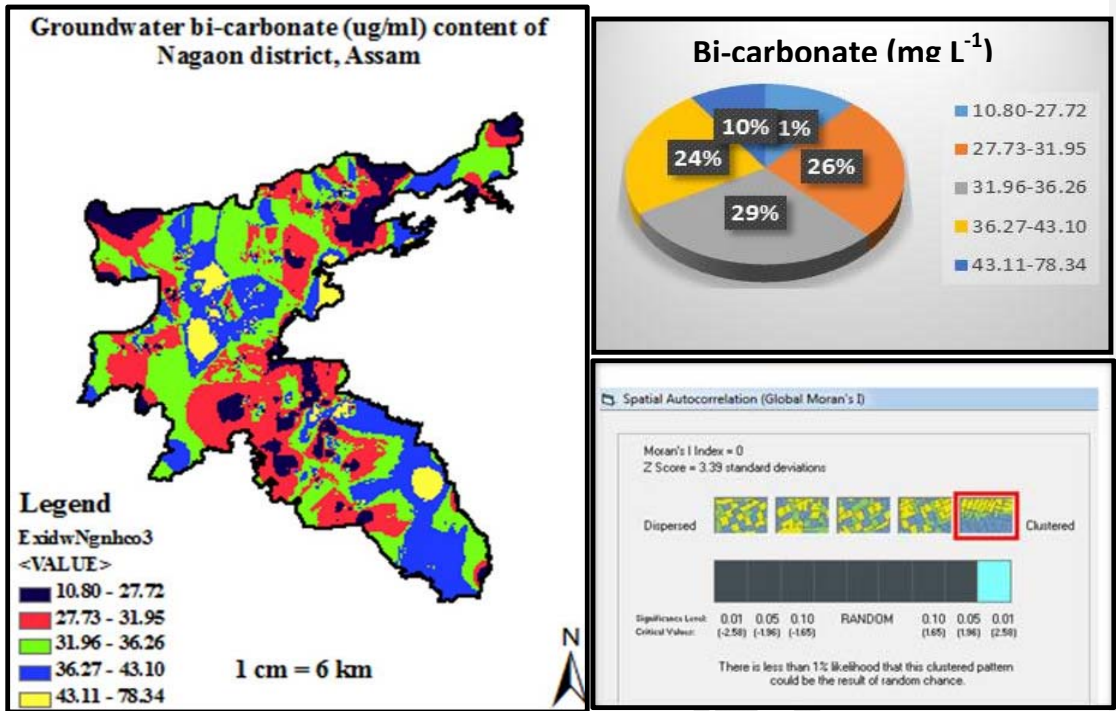 Groundwater bi-carbonate (ug/ml) content of
Nagaon district, Assam
Legend
ExidwNgnhco3
<VALUE>
10.80 - 27.72
27.73 - 31.95
31.96 - 36.26
36.27 - 43.10
43.11 - 78.34
1 cm = 6 km
N
Bi-carbonate (mg L⁻¹)
10% 1%
24% 26%
29%
10.80-27.72
27.73-31.95
31.96-36.26
36.27-43.10
43.11-78.34
Spatial Autocorrelation (Global Moran's I)
Moran's I Index = 0
Z Score = 3.39 standard deviations
Dispersed Clustered
Significance Level: 0.01 0.05 0.10 RANDOM 0.10 0.05 0.01
Critical Values: (-2.58) (-1.96) (-1.65) (1.65) (1.96) (2.58)
There is less than 1% likelihood that this clustered pattern
could be the result of random chance.